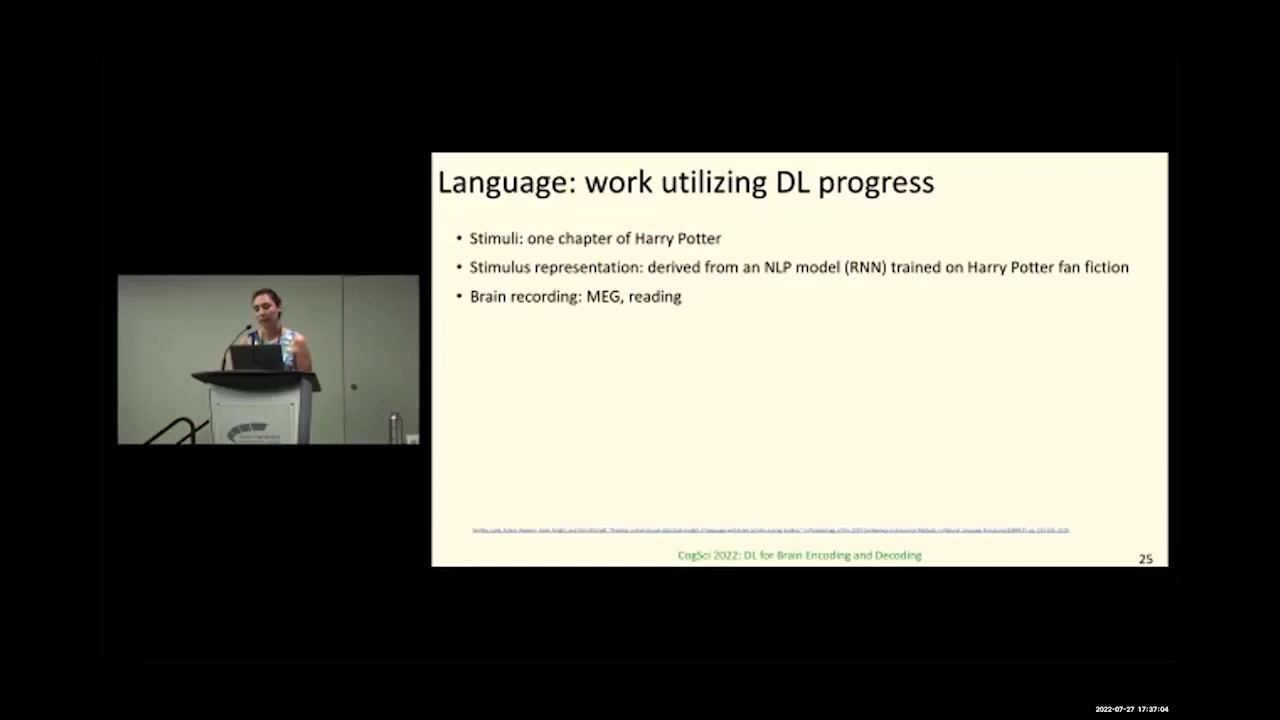 Language: work utilizing DL progress
• Stimuli: one chapter of Harry Potter
• Stimulus representation: derived from an NLP model (RNN) trained on Harry Potter fan fiction
• Brain recording: MEG, reading
CogSci 2022: DL for Brain Encoding and Decoding
25
2022-07-27 17:37:04